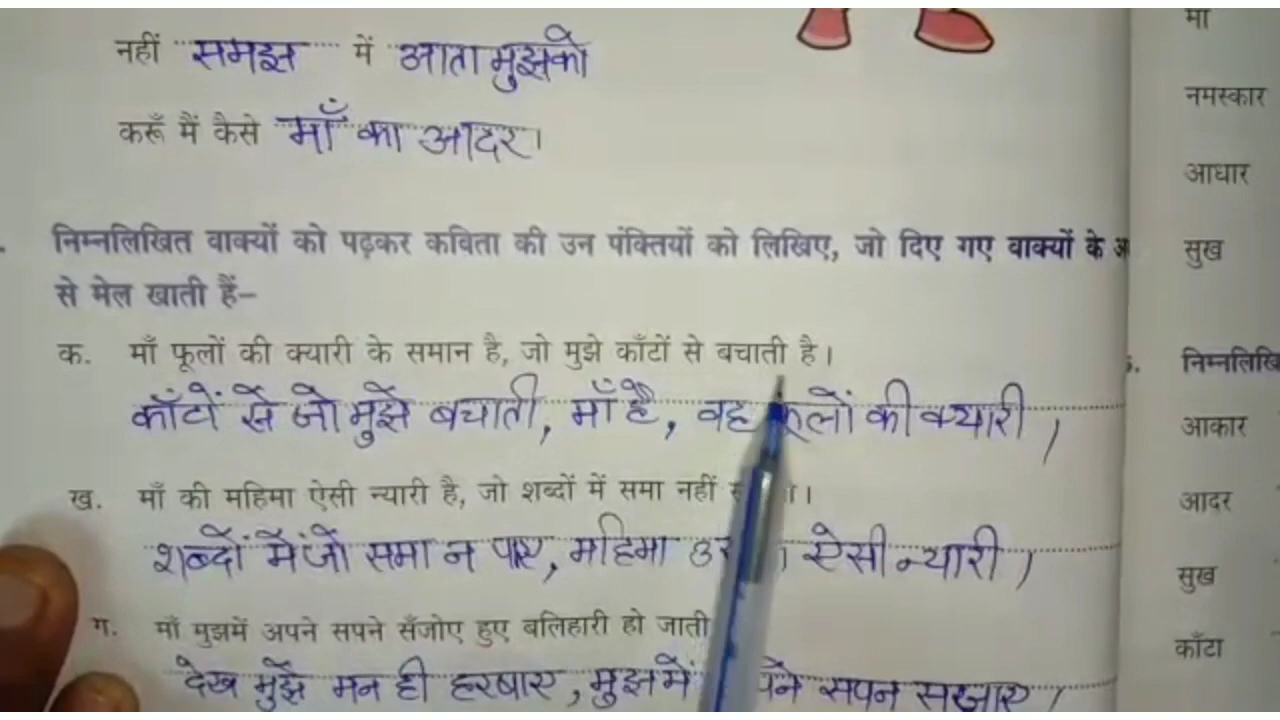 नहीं समझ में आता मुझको
करूँ मैं कैसे माँ का आदर।
निम्नलिखित वाक्यों को पढ़कर कविता की उन पंक्तियों को लिखिए, जो दिए गए वाक्यों के
से मेल खाती हैं–
क. माँ फूलों की क्यारी के समान है, जो मुझे काँटों से बचाती है।
काँटों से जो मुझे बचाती, माँ है, वह फूलों की क्यारी।
ख. माँ की महिमा ऐसी न्यारी है, जो शब्दों में समा नहीं
शब्दों में जो समा न पाए, महिमा ऐसी न्यारी।
ग. माँ मुझमें अपने सपने सँजोए हुए बलिहारी हो जाती
देख मुझे मन ही हरषाए, मुझमें सपन
माँ
नमस्कार
आधार
सुख
निम्नलिखि
आकार
आदर
सुख
काँटा